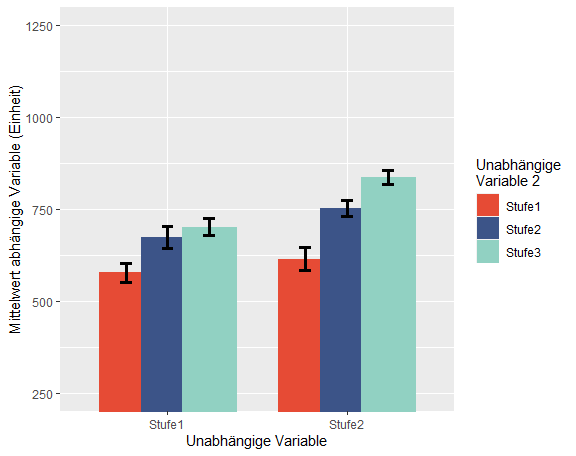 1250
1000
750
500
250
Mittelwert abhängige Variable (Einheit)
Stufe1
Stufe2
Unabhängige Variable
Unabhängige
Variable 2
Stufe1
Stufe2
Stufe3